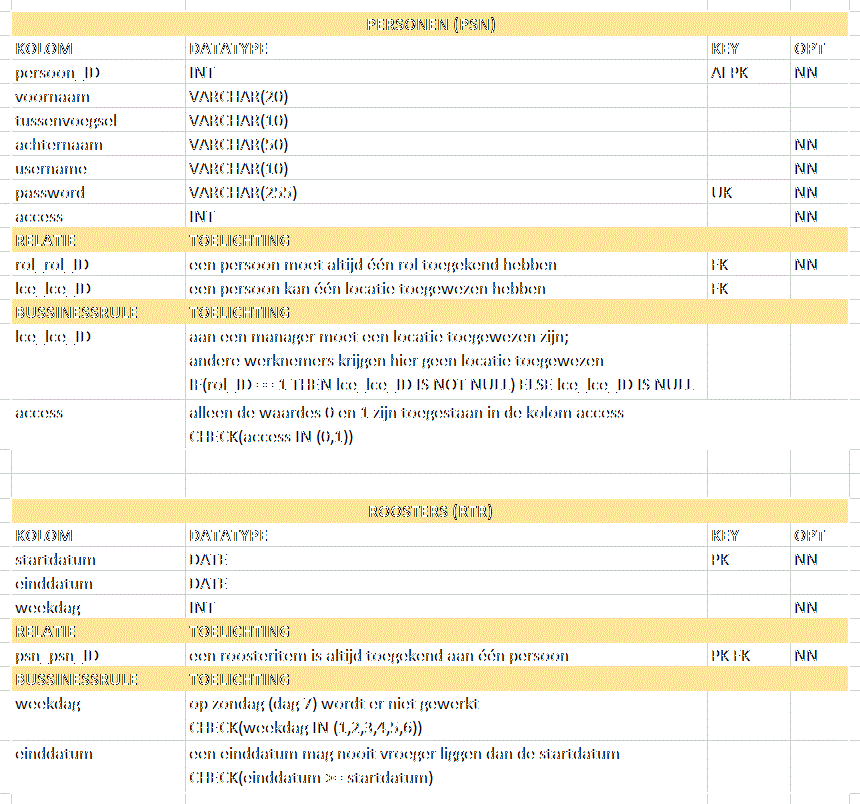 PERSONEN (PSN)
KOLOM DATATYPE KEY OPT
persoon_ID INT AI PK NN
voornaam VARCHAR(20)
tussenvoegsel VARCHAR(10)
achternaam VARCHAR(50) NN
username VARCHAR(10) NN
password VARCHAR(255) UK NN
access INT NN
RELATIE TOELICHTING
rol_rol_ID een persoon moet altijd één rol toegekend hebben FK NN
lce_lce_ID een persoon kan één locatie toegewezen hebben FK
BUSSINESSRULE TOELICHTING
lce_lce_ID aan een manager moet een locatie toegewezen zijn;
andere werknemers krijgen hier geen locatie toegewezen
IF(rol_ID == 1 THEN lce_lce_ID IS NOT NULL) ELSE lce_lce_ID IS NULL
access alleen de waardes 0 en 1 zijn toegestaan in de kolom access
CHECK(access IN (0,1))
ROOSTERS (RTR)
KOLOM DATATYPE KEY OPT
startdatum DATE PK NN
einddatum DATE
weekdag INT NN
RELATIE TOELICHTING
psn_psn_ID een roosteritem is altijd toegekend aan één persoon PK FK NN
BUSSINESSRULE TOELICHTING
weekdag op zondag (dag 7) wordt er niet gewerkt
CHECK(weekdag IN (1,2,3,4,5,6))
einddatum een einddatum mag nooit vroeger liggen dan de startdatum
CHECK(einddatum >= startdatum)